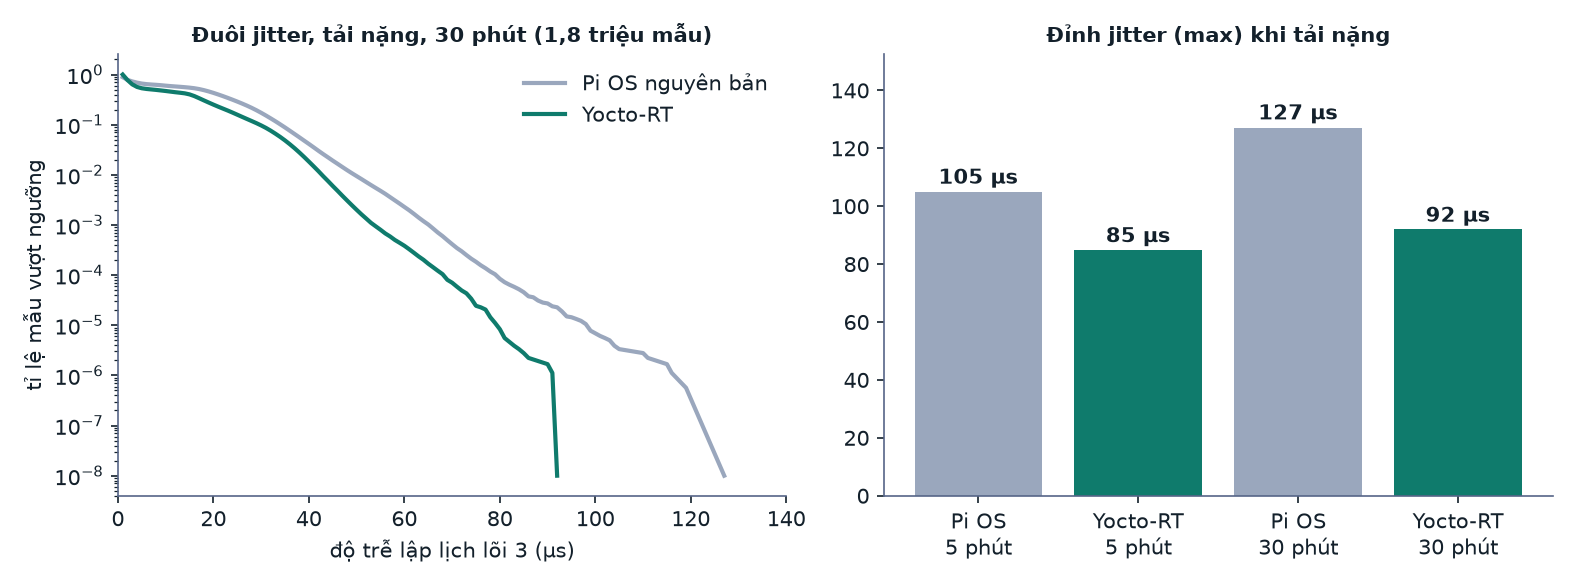 Đuôi jitter, tải nặng, 30 phút (1,8 triệu mẫu)
Pi OS nguyên bản
Yocto-RT
tỉ lệ mẫu vượt ngưỡng
10⁰
10⁻¹
10⁻²
10⁻³
10⁻⁴
10⁻⁵
10⁻⁶
10⁻⁷
10⁻⁸
0 20 40 60 80 100 120 140
độ trễ lập lịch lõi 3 (µs)
Đỉnh jitter (max) khi tải nặng
140
120
100
80
60
40
20
0
105 µs
85 µs
127 µs
92 µs
Pi OS
5 phút
Yocto-RT
5 phút
Pi OS
30 phút
Yocto-RT
30 phút